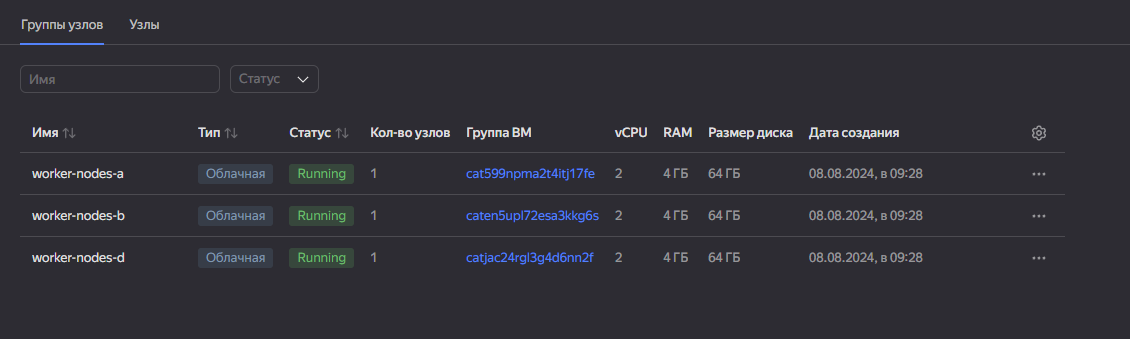 Группы узлов Узлы
Имя Статус
Имя Тип Статус Кол-во узлов Группа ВМ vCPU RAM Размер диска Дата создания
worker-nodes-a Облачная Running 1 cat599npma2t4itj17fe 2 4 ГБ 64 ГБ 08.08.2024, в 09:28
worker-nodes-b Облачная Running 1 caten5upl72esa3kkg6s 2 4 ГБ 64 ГБ 08.08.2024, в 09:28
worker-nodes-d Облачная Running 1 catjac24rgl3g4d6nn2f 2 4 ГБ 64 ГБ 08.08.2024, в 09:28